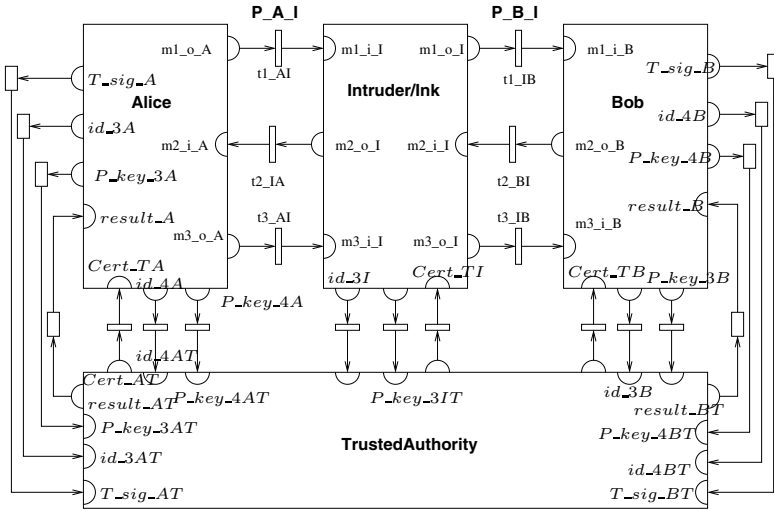 P_A_I
P_B_I
m1_o_A
m1_i_I
m1_o_I
m1_i_B
T_sig_A
t1_AI
t1_IB
T_sig_B
Alice
Intruder/Ink
Bob
id_3A
id_4B
m2_i_A
m2_o_I
m2_i_I
m2_o_B
P_key_3A
P_key_4B
t2_IA
t2_BI
result_A
result_B
t3_AI
t3_IB
m3_o_A
m3_i_I
m3_o_I
m3_i_B
Cert_TA
id_4A
id_3I
Cert_TI
Cert_TB
P_key_3B
P_key_4A
id_4AT
Cert_AT
P_key_4AT
P_key_3IT
id_3B
result_AT
result_BT
P_key_3AT
TrustedAuthority
P_key_4BT
id_3AT
id_4BT
T_sig_AT
T_sig_BT